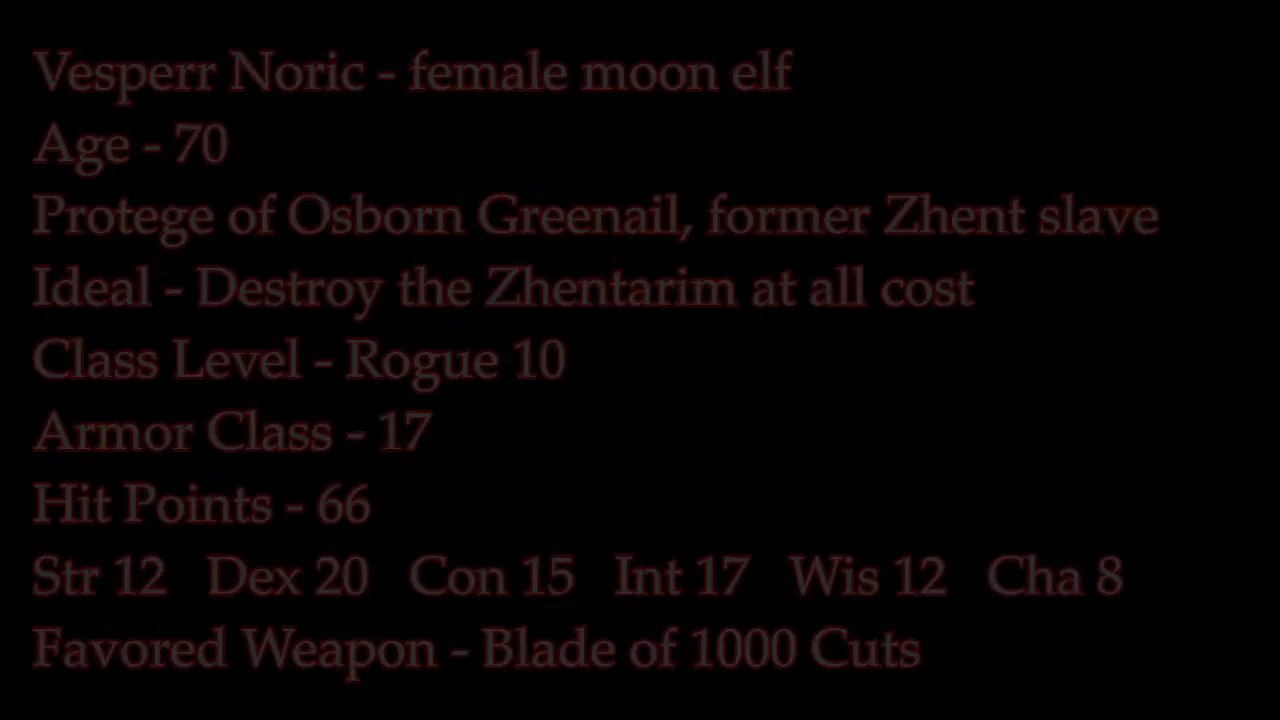 Vesperr Noric - female moon elf
Age - 70
Protege of Osborn Greenail, former Zhent slave
Ideal - Destroy the Zhentarim at all cost
Class Level - Rogue 10
Armor Class - 17
Hit Points - 66
Str 12 Dex 20 Con 15 Int 17 Wis 12 Cha 8
Favored Weapon - Blade of 1000 Cuts